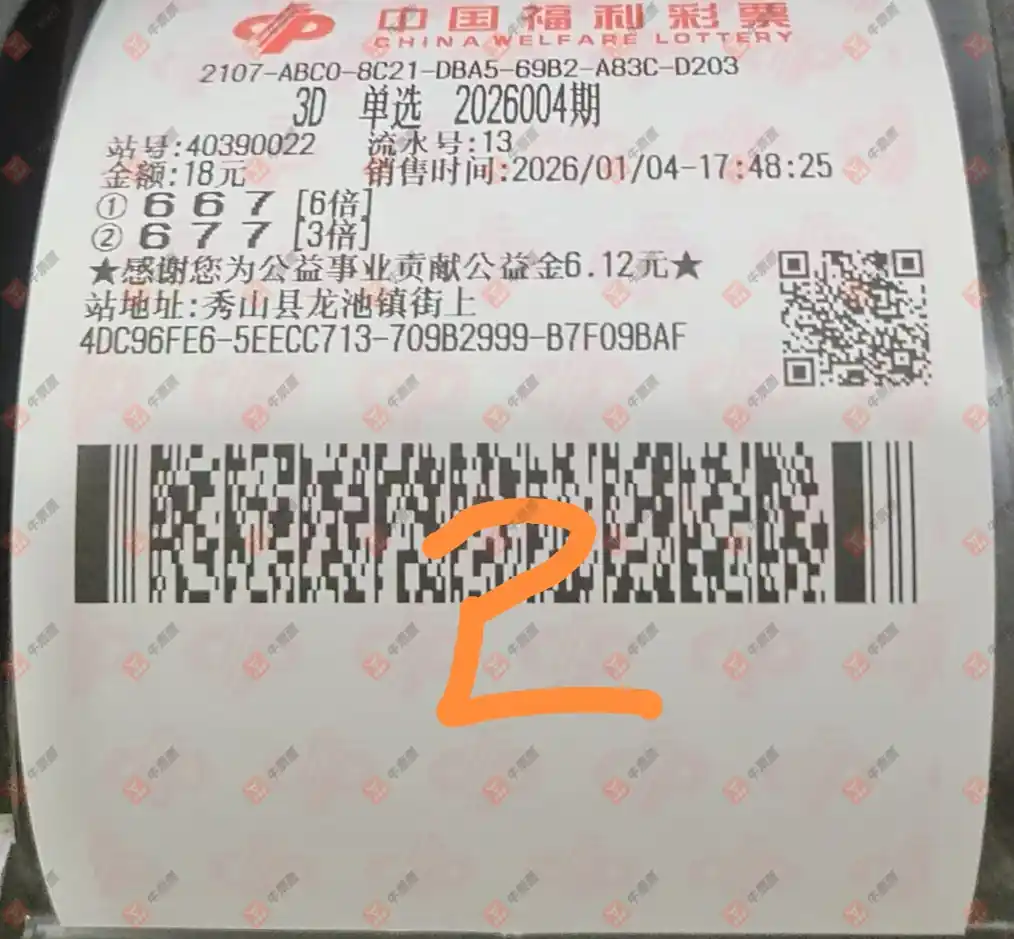 中国福利彩票
CHINA WELFARE LOTTERY
2107-ABC0-8C21-DBA5-69B2-A83C-D203
3D 单选 2026004期
站号:40390022 流水号:13
金额:18元 销售时间:2026/01/04-17:48:25
① 6 6 7 [6倍]
② 6 7 7 [3倍]
★感谢您为公益事业贡献公益金6.12元★
站地址:秀山县龙池镇街上
4DC96FE6-5EECC713-709B2999-B7F09BAF
2
牛票票